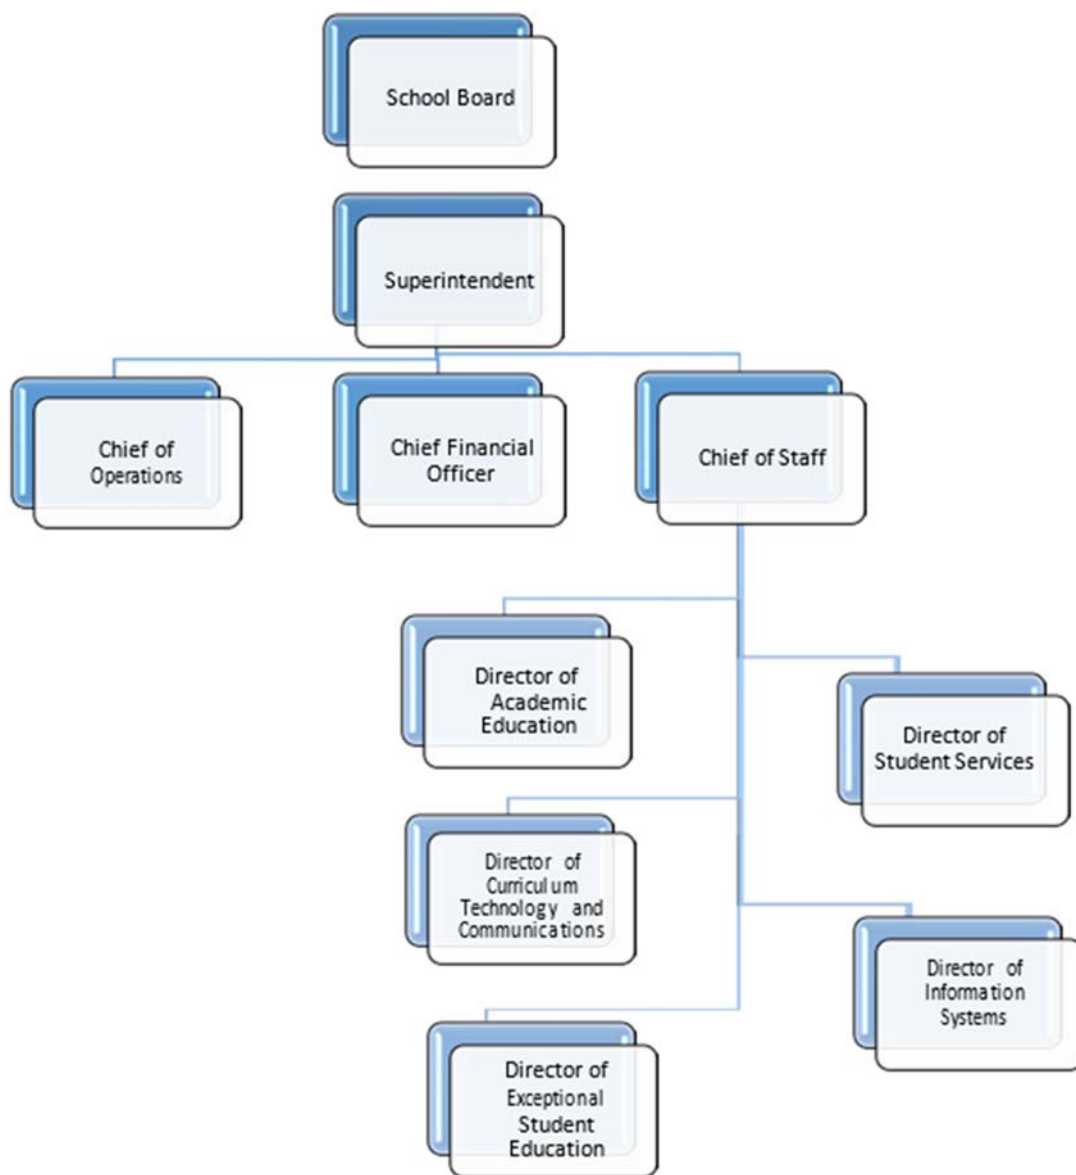 School Board
Superintendent
Chief of
Operations
Chief Financial
Officer
Chief of Staff
Director of
Academic
Education
Director of
Student Services
Director of
Curriculum
Technology and
Communications
Director of
Information
Systems
Director of
Exceptional
Student
Education